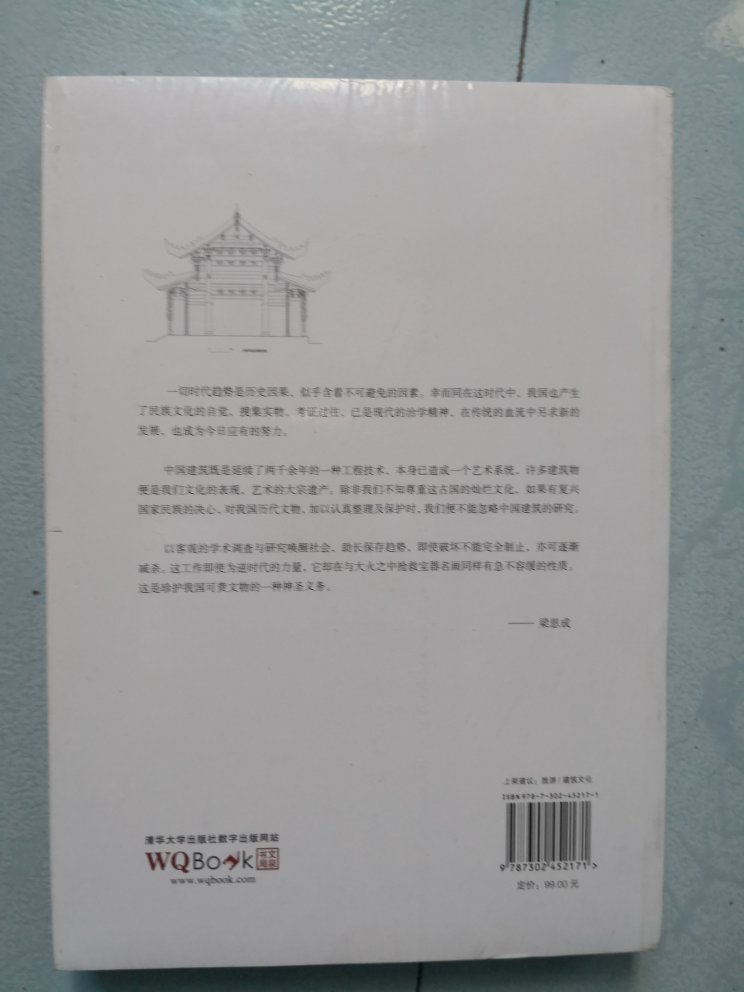 一切时代趋势是历史因果、似乎含着不可避免的因素。幸而同在这时代中、我国也产生
了民族文化的自觉、搜集实物、考证过往、已是现代的治学精神、在传统的血流中另求新的
发展、也成为今日应有的努力。
中国建筑既是延续了两千余年的一种工程技术、本身已造成一个艺术系统、许多建筑物
便是我们文化的表现、艺术的大宗遗产。除非我们不知尊重这古国的灿烂文化、如果有复兴
国家民族的决心、对我国历代文物、加以认真整理及保护时、我们便不能忽略中国建筑的研究。
以客观的学术调查与研究唤醒社会、助长保存趋势、即使破坏不能完全制止、亦可逐渐
减杀。这工作即使为逆时代的力量、它却在与大火之中抢救宝器名画同样有急不容缓的性质。
这是珍护我国可贵文物的一种神圣义务。
—— 梁思成
上架建议：旅游/建筑文化
ISBN 978-7-302-45217-1
9 787302 452171 >
定价：99.00元
清华大学出版社数字出版网站
WQBook 文泉书局
www.wqbook.com